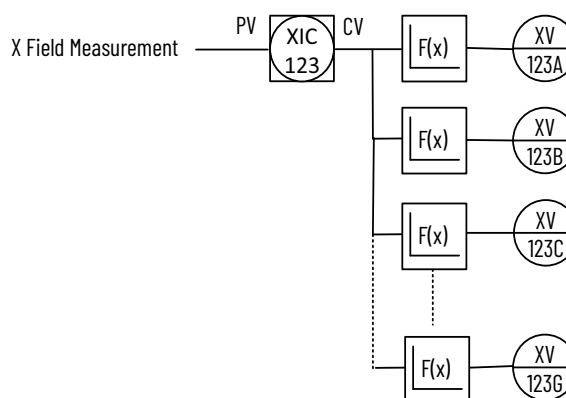 X Field Measurement
PV
XIC
123
CV
F(x)
XV
123A
F(x)
XV
123B
F(x)
XV
123C
F(x)
XV
123G